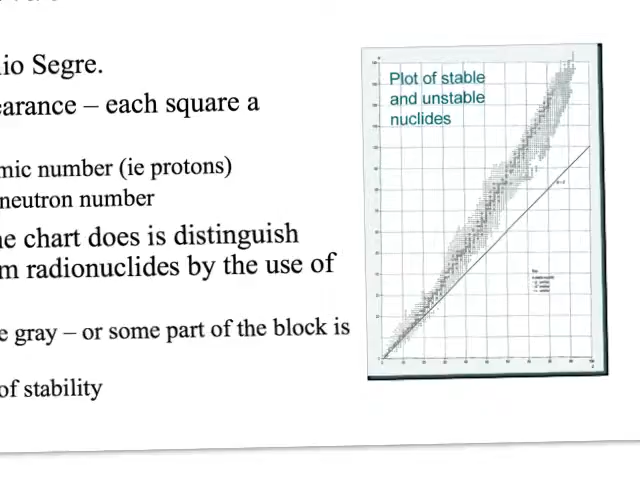 io Segre.
earance – each square a
mic number (ie protons)
neutron number
e chart does is distinguish
m radionuclides by the use of
e gray – or some part of the block is
of stability
Plot of stable
and unstable
nuclides